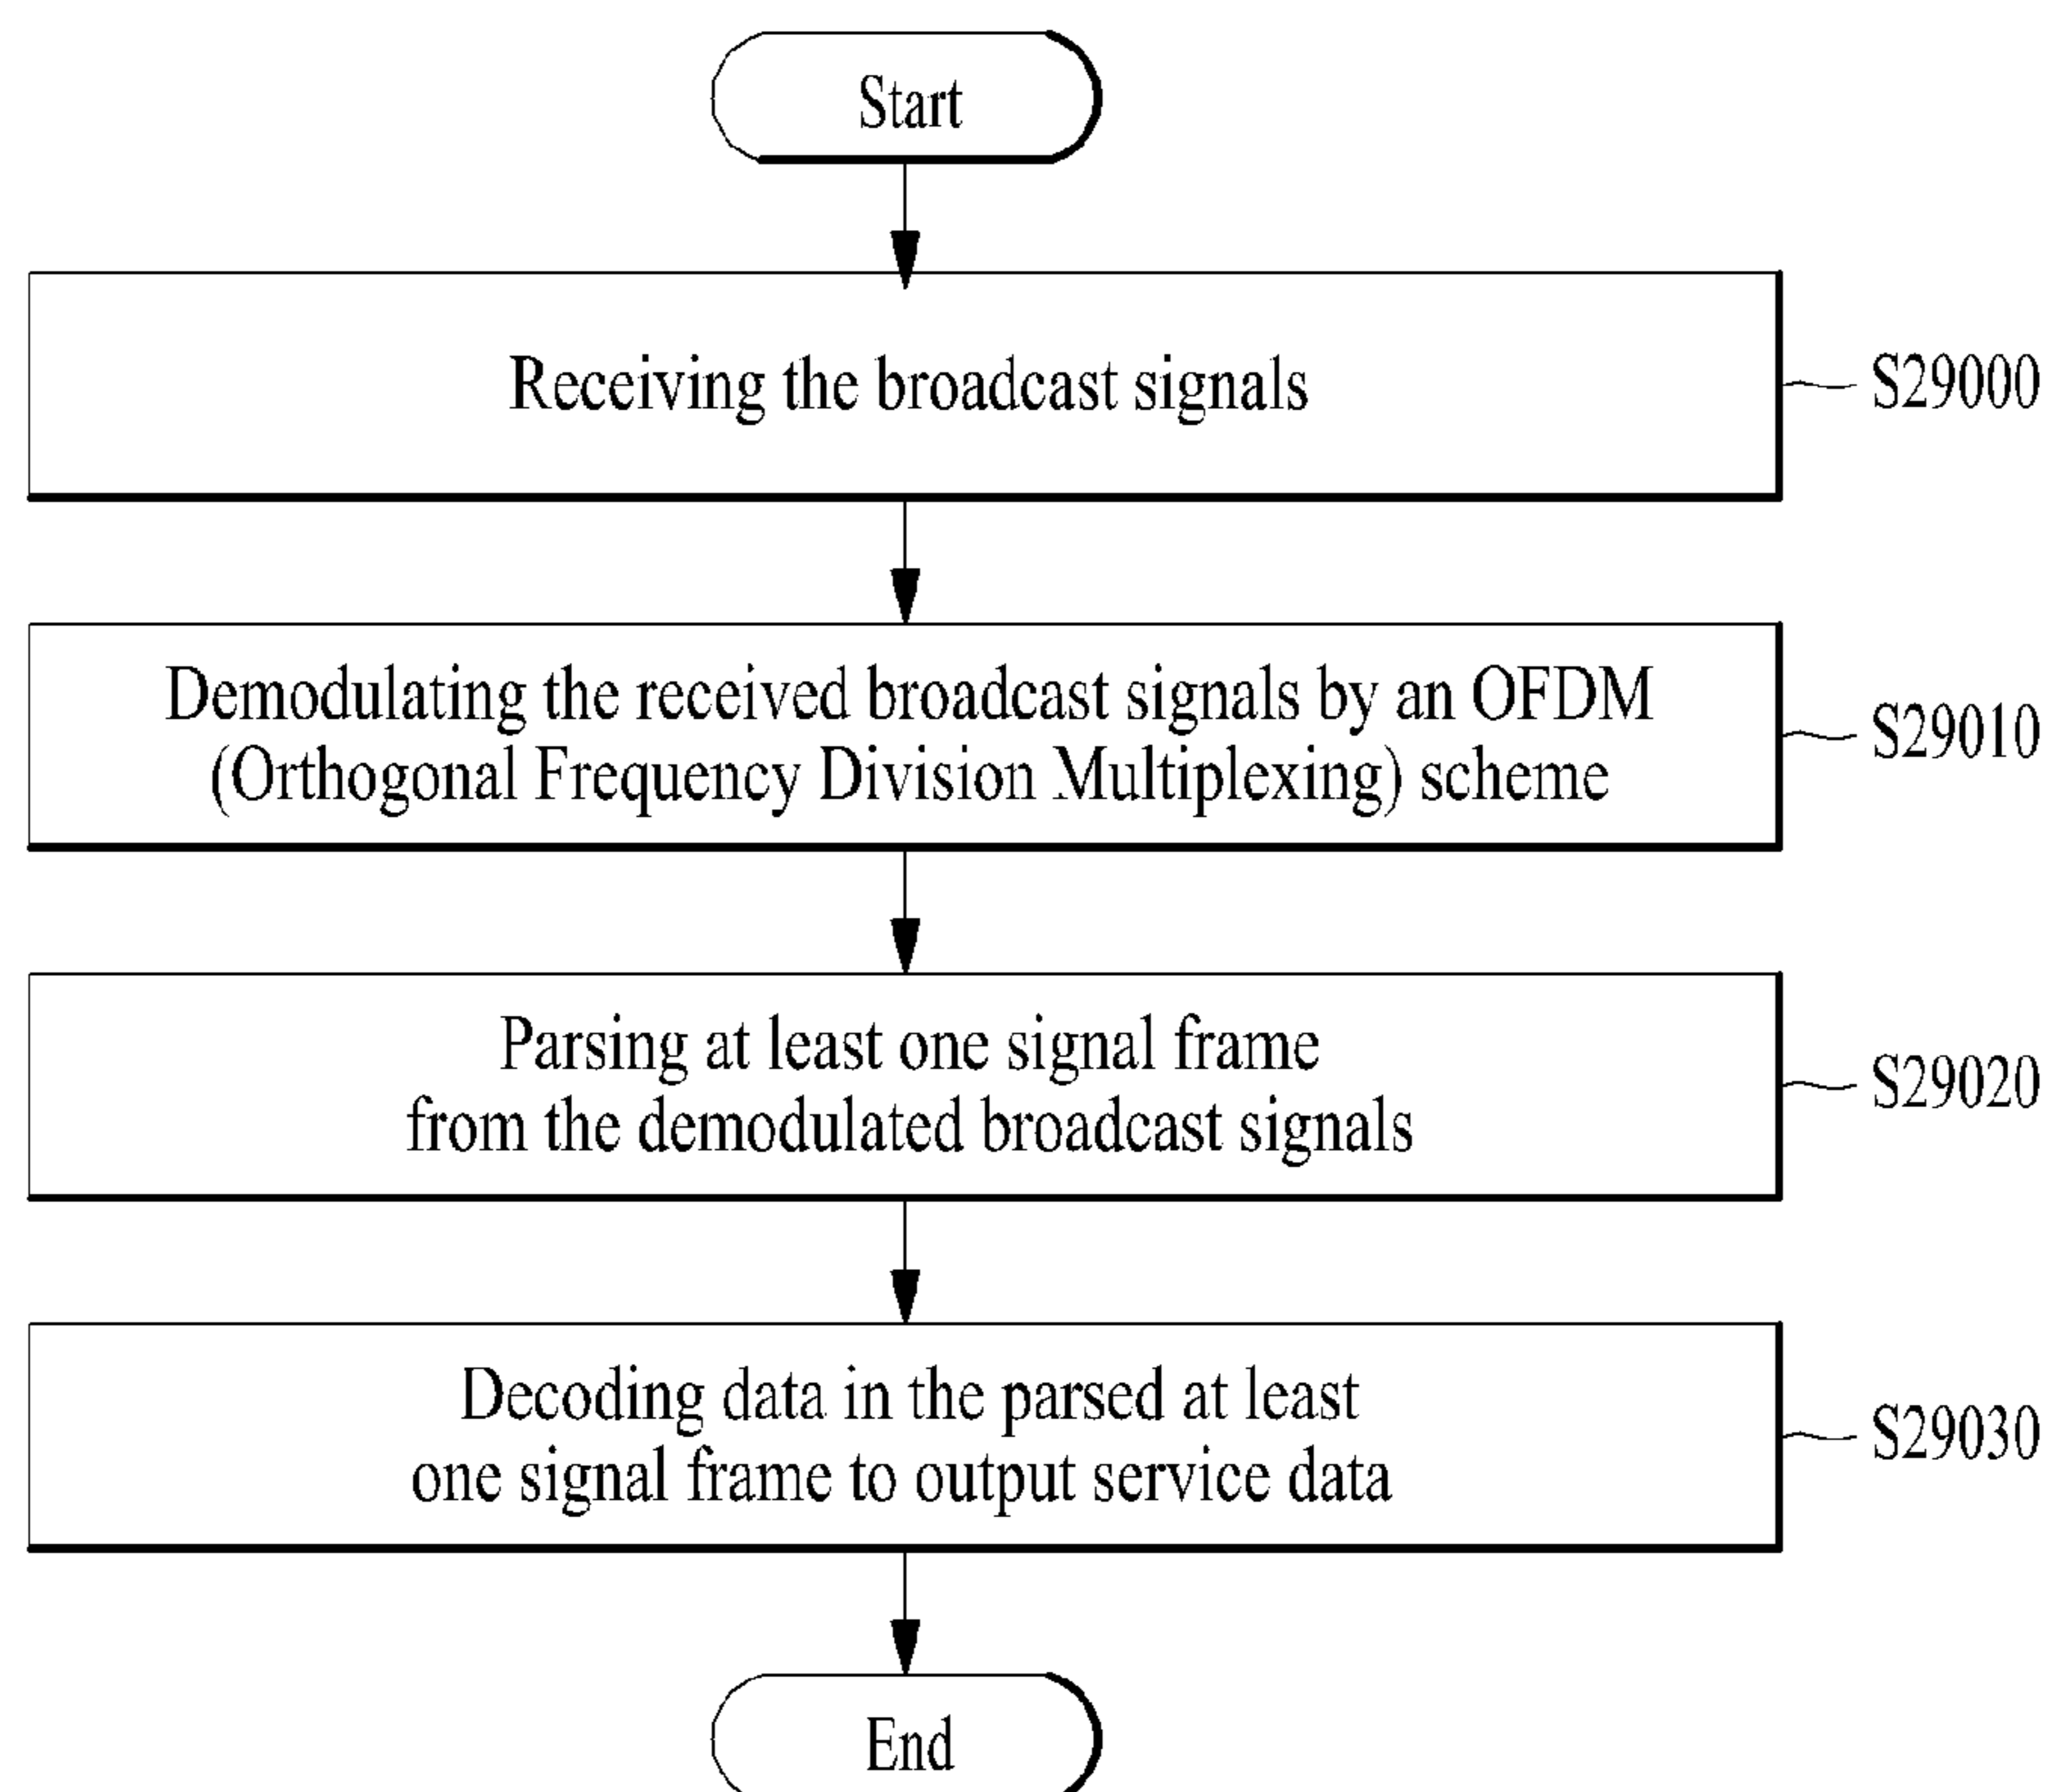 Start
Receiving the broadcast signals
S29000
Demodulating the received broadcast signals by an OFDM
(Orthogonal Frequency Division Multiplexing) scheme
S29010
Parsing at least one signal frame
from the demodulated broadcast signals
S29020
Decoding data in the parsed at least
one signal frame to output service data
S29030
End